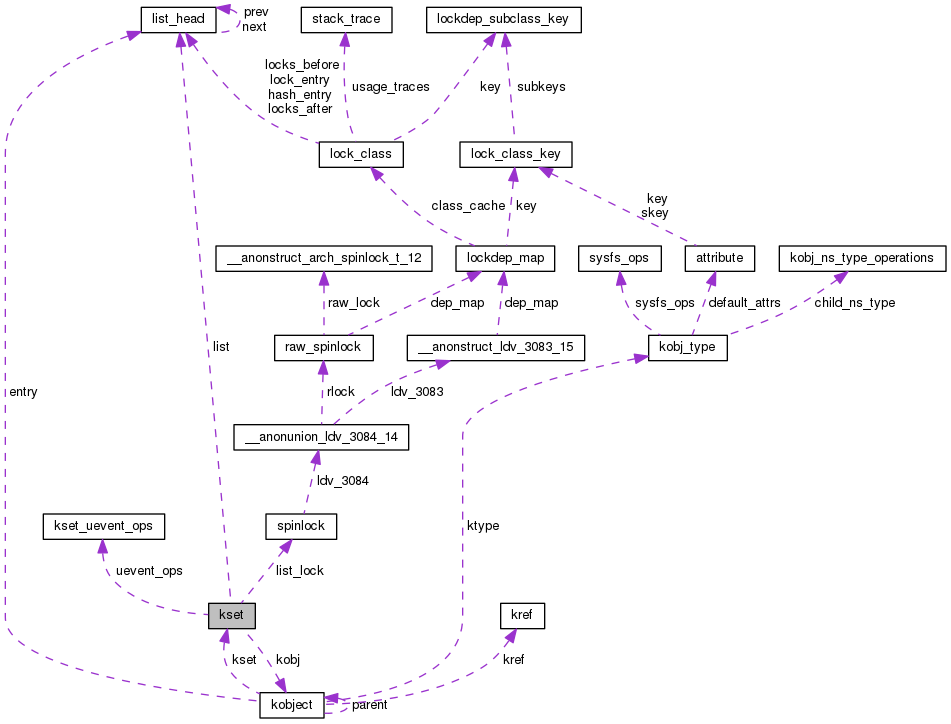 list_head
prev
next
stack_trace
lockdep_subclass_key
locks_before
lock_entry
hash_entry
locks_after
usage_traces
key
subkeys
lock_class
lock_class_key
class_cache
key
key
skey
__anonstruct_arch_spinlock_t_12
lockdep_map
sysfs_ops
attribute
kobj_ns_type_operations
raw_lock
dep_map
dep_map
sysfs_ops
default_attrs
child_ns_type
raw_spinlock
__anonstruct_ldv_3083_15
kobj_type
list
entry
rlock
ldv_3083
__anonunion_ldv_3084_14
ldv_3084
kset_uevent_ops
spinlock
ktype
uevent_ops
list_lock
kset
kref
kset
kobj
kref
kobject
parent